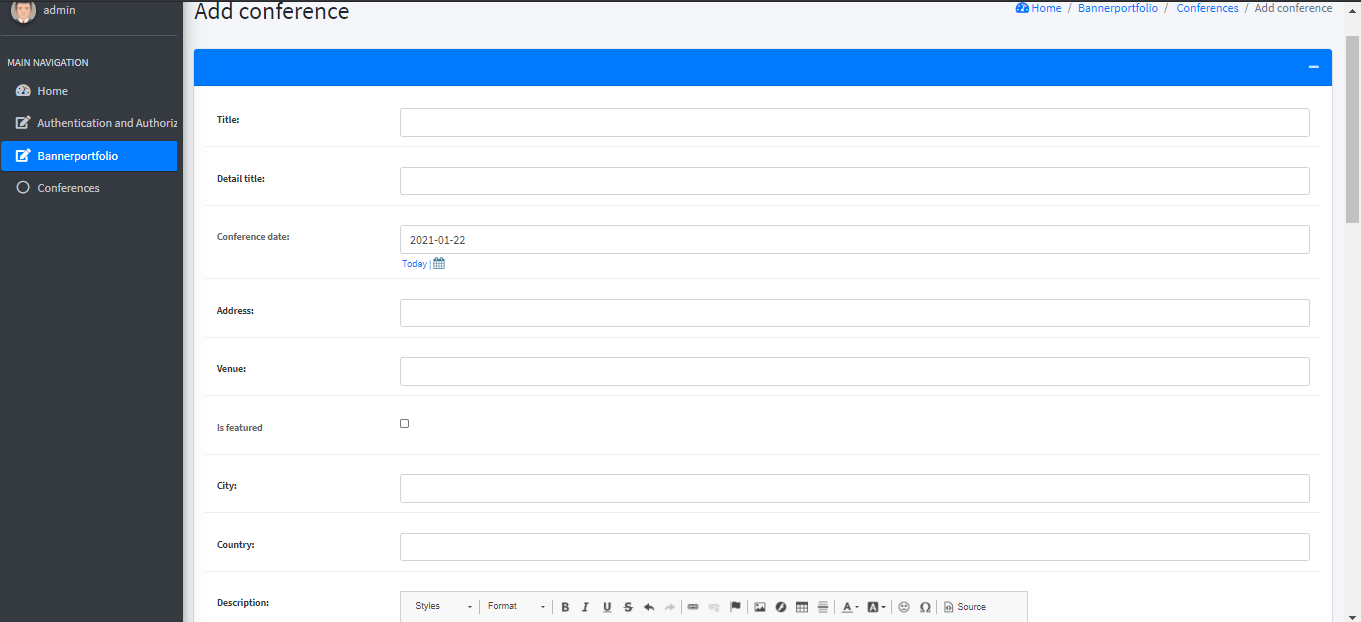 admin
MAIN NAVIGATION
Home
Authentication and Authoriz
Bannerportfolio
Conferences
Add conference
Home / Bannerportfolio / Conferences / Add conference
Title:
Detail title:
Conference date:
2021-01-22
Today |
Address:
Venue:
Is featured
City:
Country:
Description:
Styles Format B I U S A A Ω Source